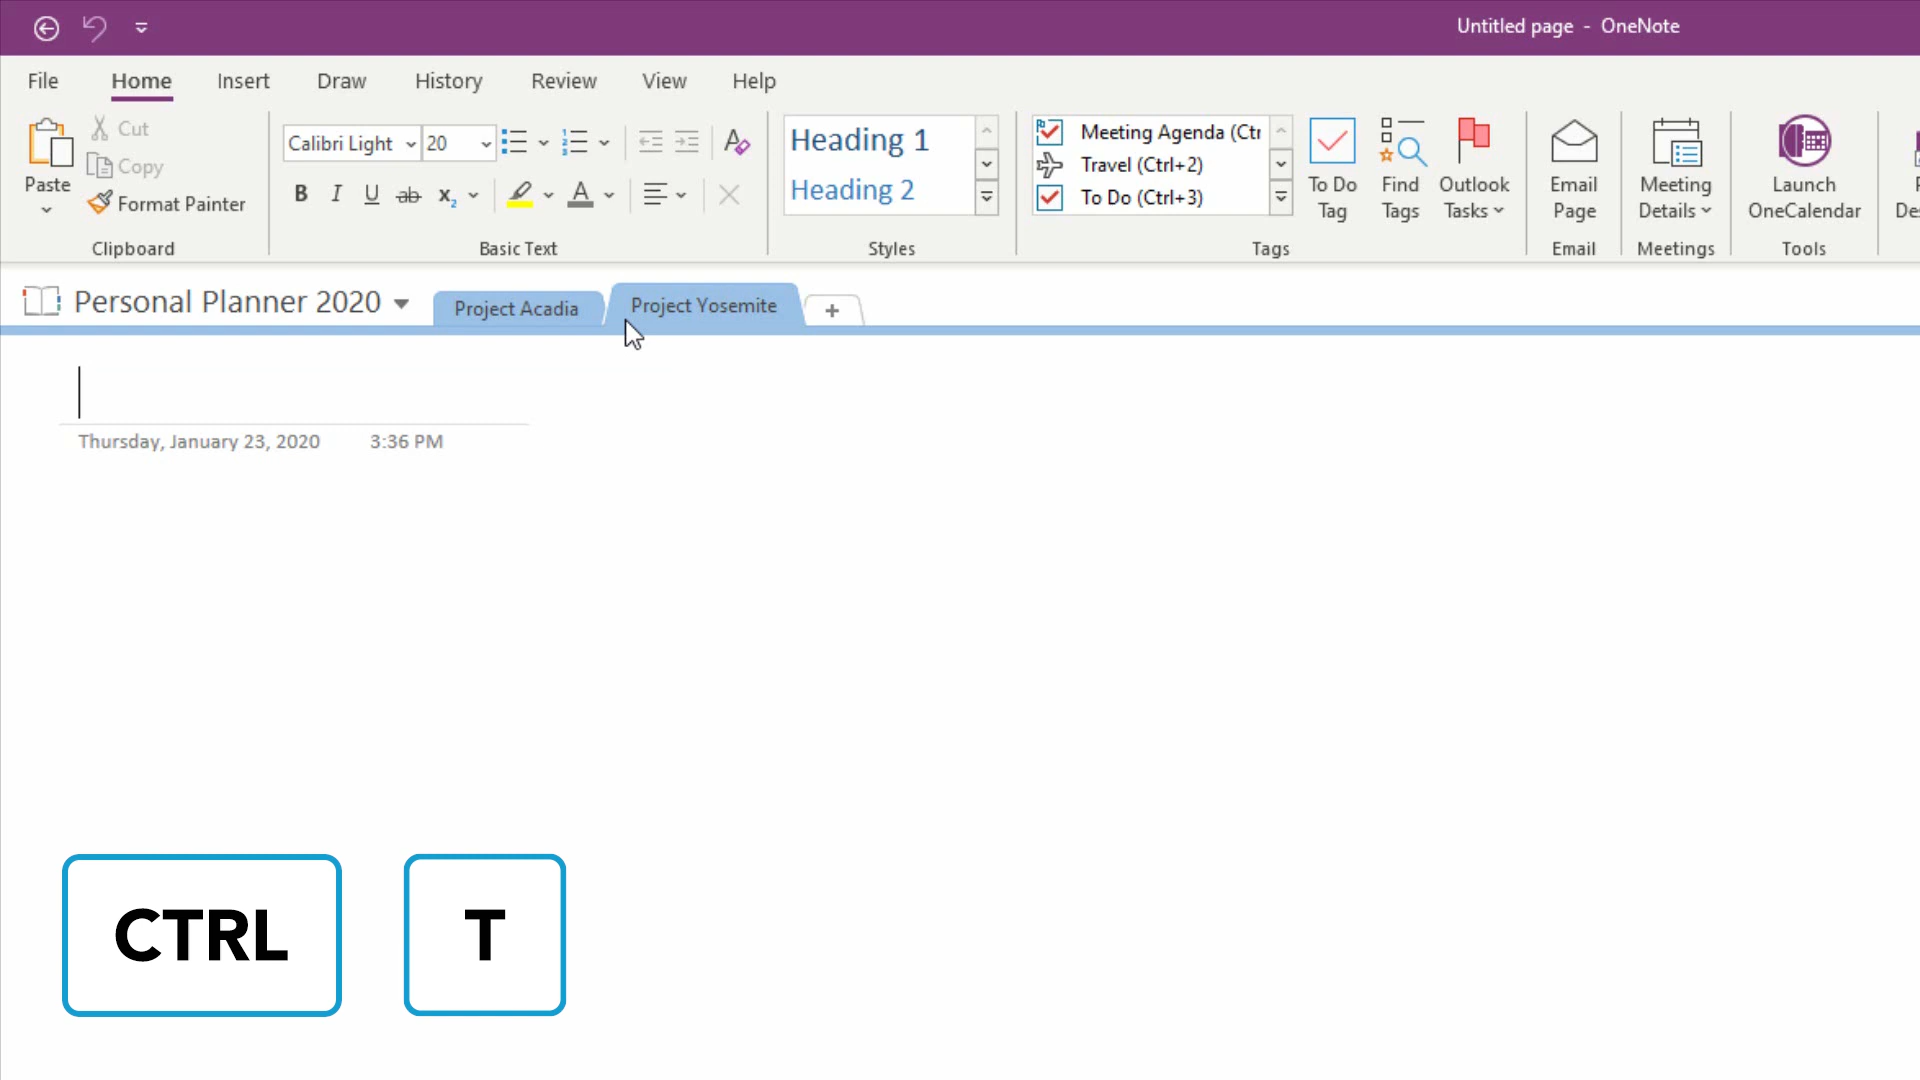 Untitled page - OneNote
File Home Insert Draw History Review View Help
Paste
Cut
Copy
Format Painter
Clipboard
Calibri Light 20
B I U ab x₂ A
Basic Text
Heading 1
Heading 2
Styles
Meeting Agenda (Ctr
Travel (Ctrl+2)
To Do (Ctrl+3)
To Do
Tag
Find
Tags
Outlook
Tasks
Tags
Email
Page
Email
Meeting
Details
Meetings
Launch
OneCalendar
Tools
Personal Planner 2020 Project Acadia Project Yosemite +
Thursday, January 23, 2020 3:36 PM
CTRL T